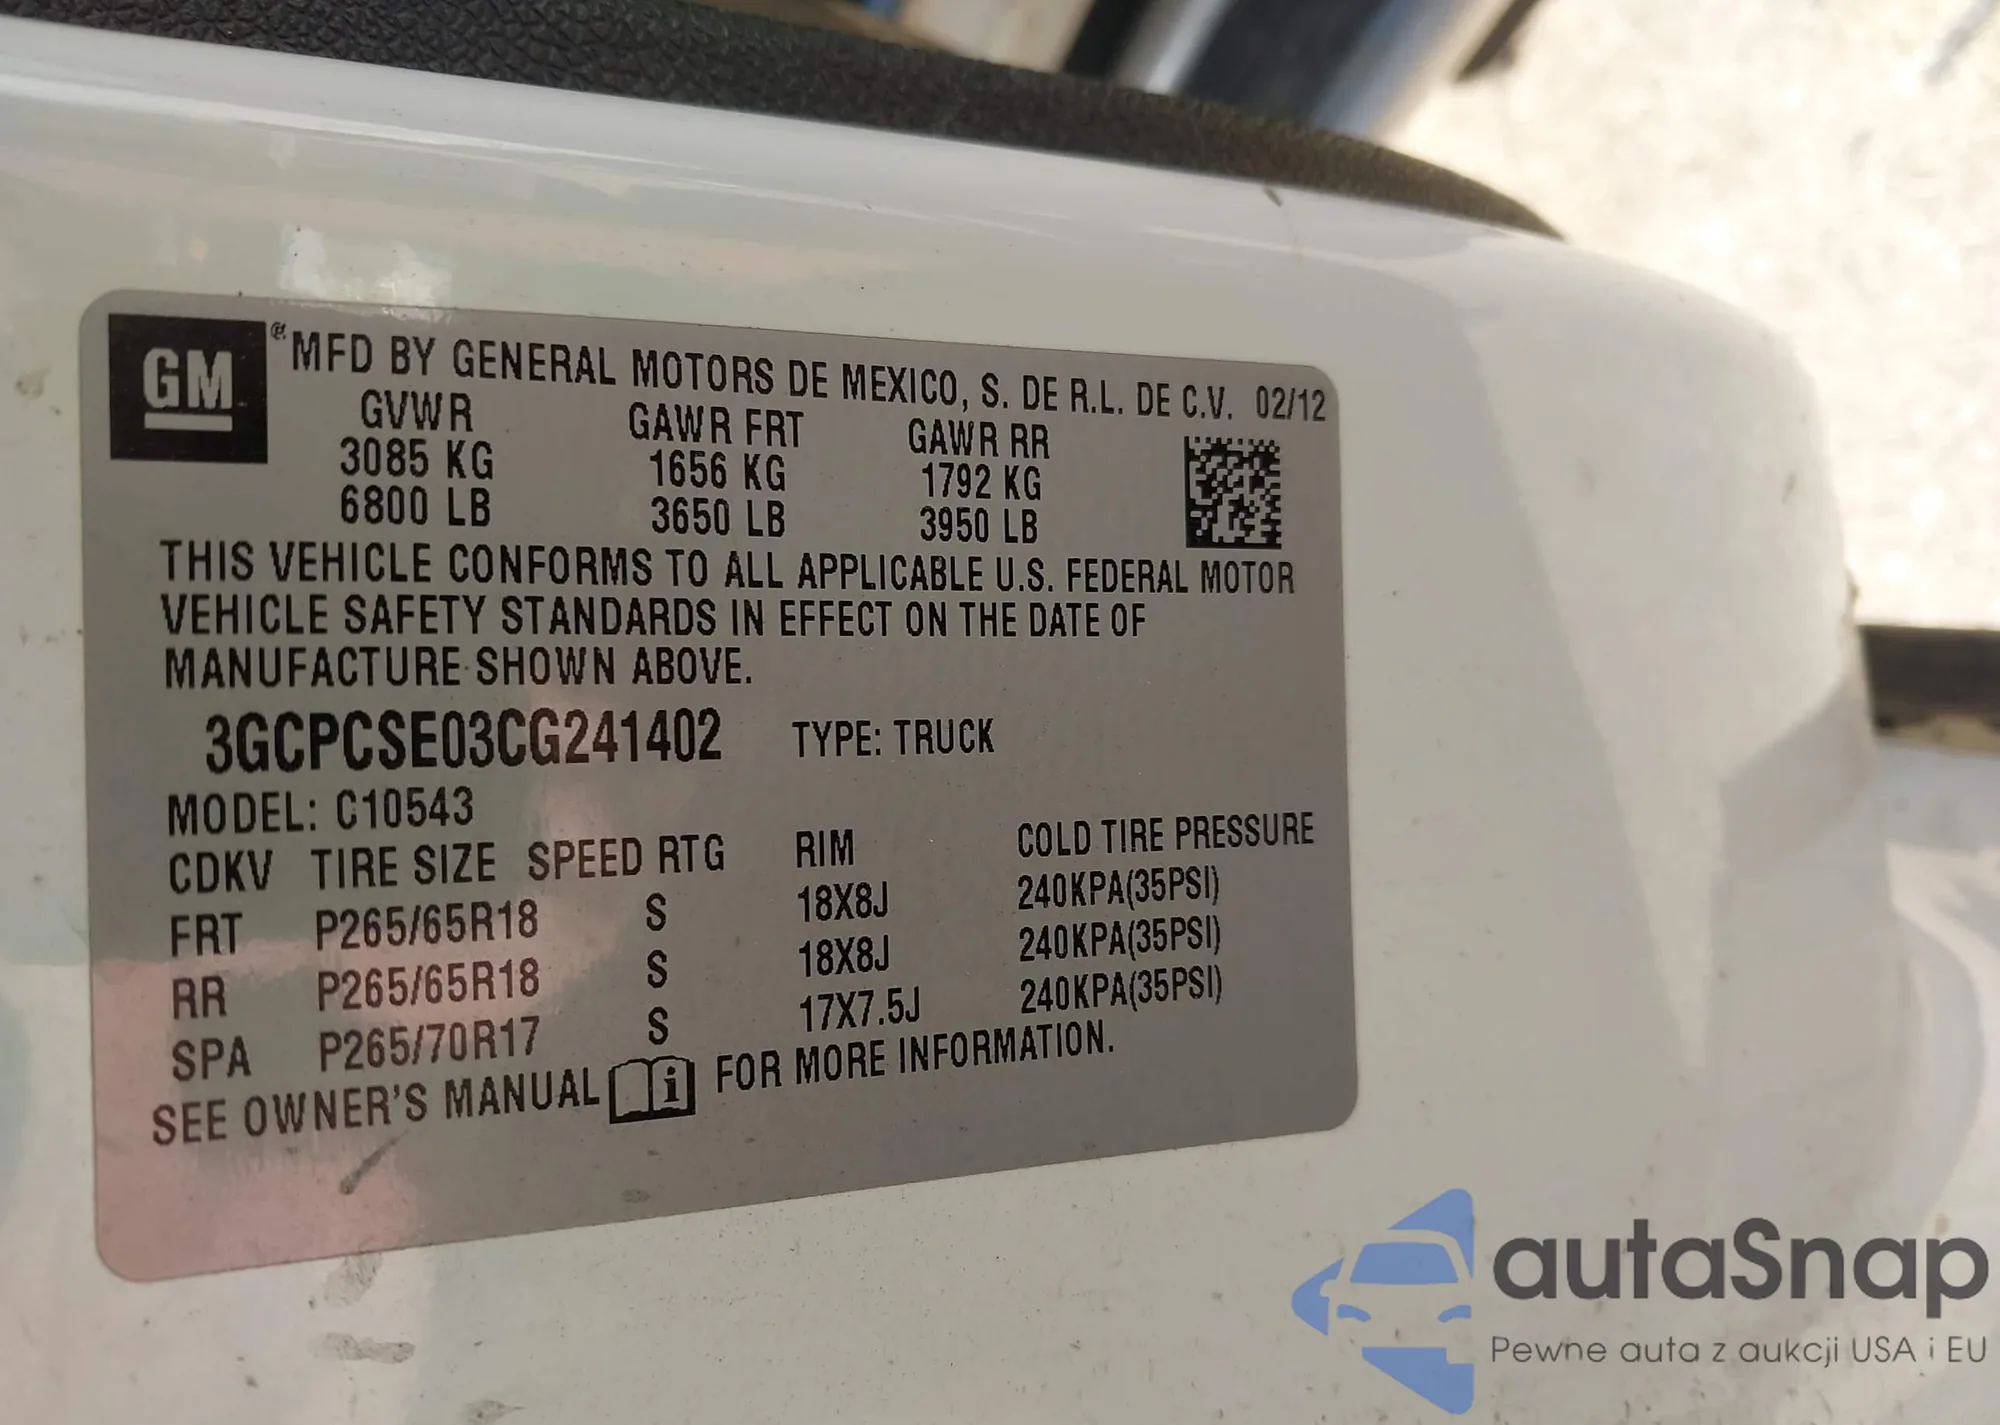 GM
® MFD BY GENERAL MOTORS DE MEXICO, S. DE R.L. DE C.V. 02/12
GVWR GAWR FRT GAWR RR
3085 KG 1656 KG 1792 KG
6800 LB 3650 LB 3950 LB
THIS VEHICLE CONFORMS TO ALL APPLICABLE U.S. FEDERAL MOTOR
VEHICLE SAFETY STANDARDS IN EFFECT ON THE DATE OF
MANUFACTURE SHOWN ABOVE.
3GCPCSE03CG241402 TYPE: TRUCK
MODEL: C10543
CDKV TIRE SIZE SPEED RTG RIM COLD TIRE PRESSURE
FRT P265/65R18 S 18X8J 240KPA(35PSI)
RR P265/65R18 S 18X8J 240KPA(35PSI)
SPA P265/70R17 S 17X7.5J 240KPA(35PSI)
SEE OWNER'S MANUAL i FOR MORE INFORMATION.
autaSnap
Pewne auta z aukcji USA i EU